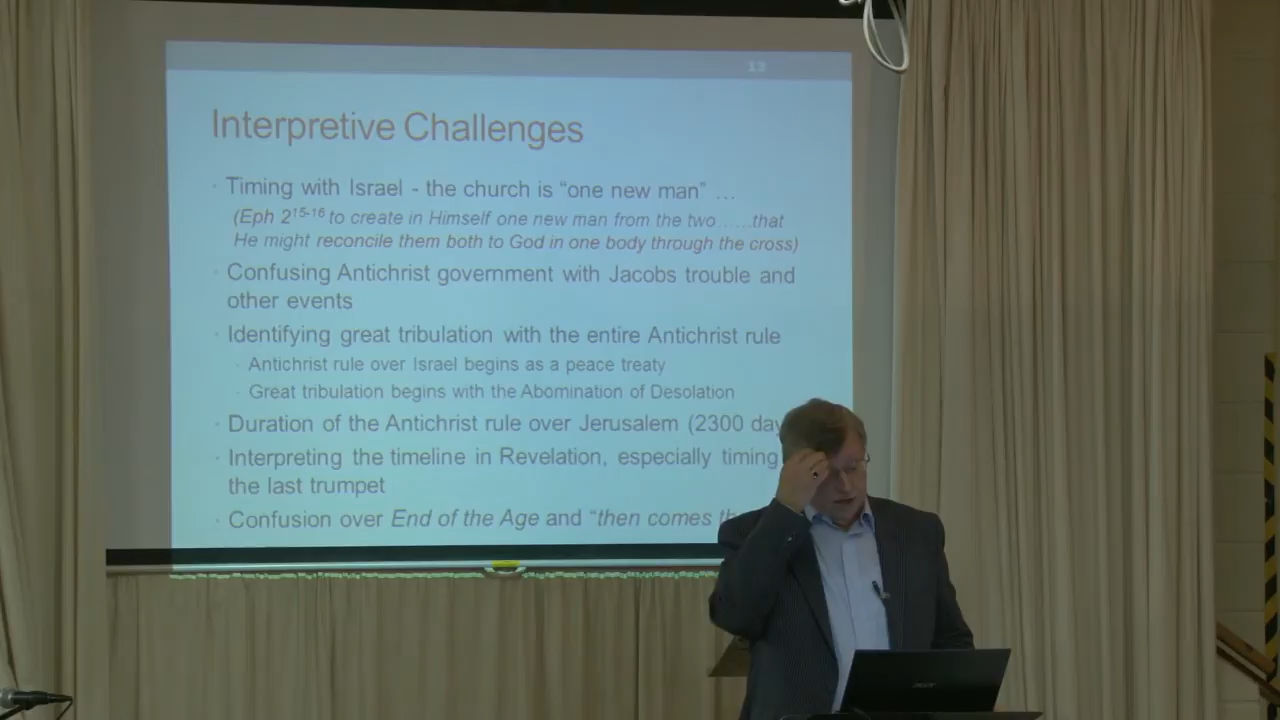 13
Interpretive Challenges
Timing with Israel - the church is “one new man” …
(Eph 2¹⁵⁻¹⁶ to create in Himself one new man from the two……that
He might reconcile them both to God in one body through the cross)
Confusing Antichrist government with Jacobs trouble and
other events
Identifying great tribulation with the entire Antichrist rule
Antichrist rule over Israel begins as a peace treaty
Great tribulation begins with the Abomination of Desolation
Duration of the Antichrist rule over Jerusalem (2300
Interpreting the timeline in Revelation, especially timing
the last trumpet
Confusion over End of the Age and “then comes
acer